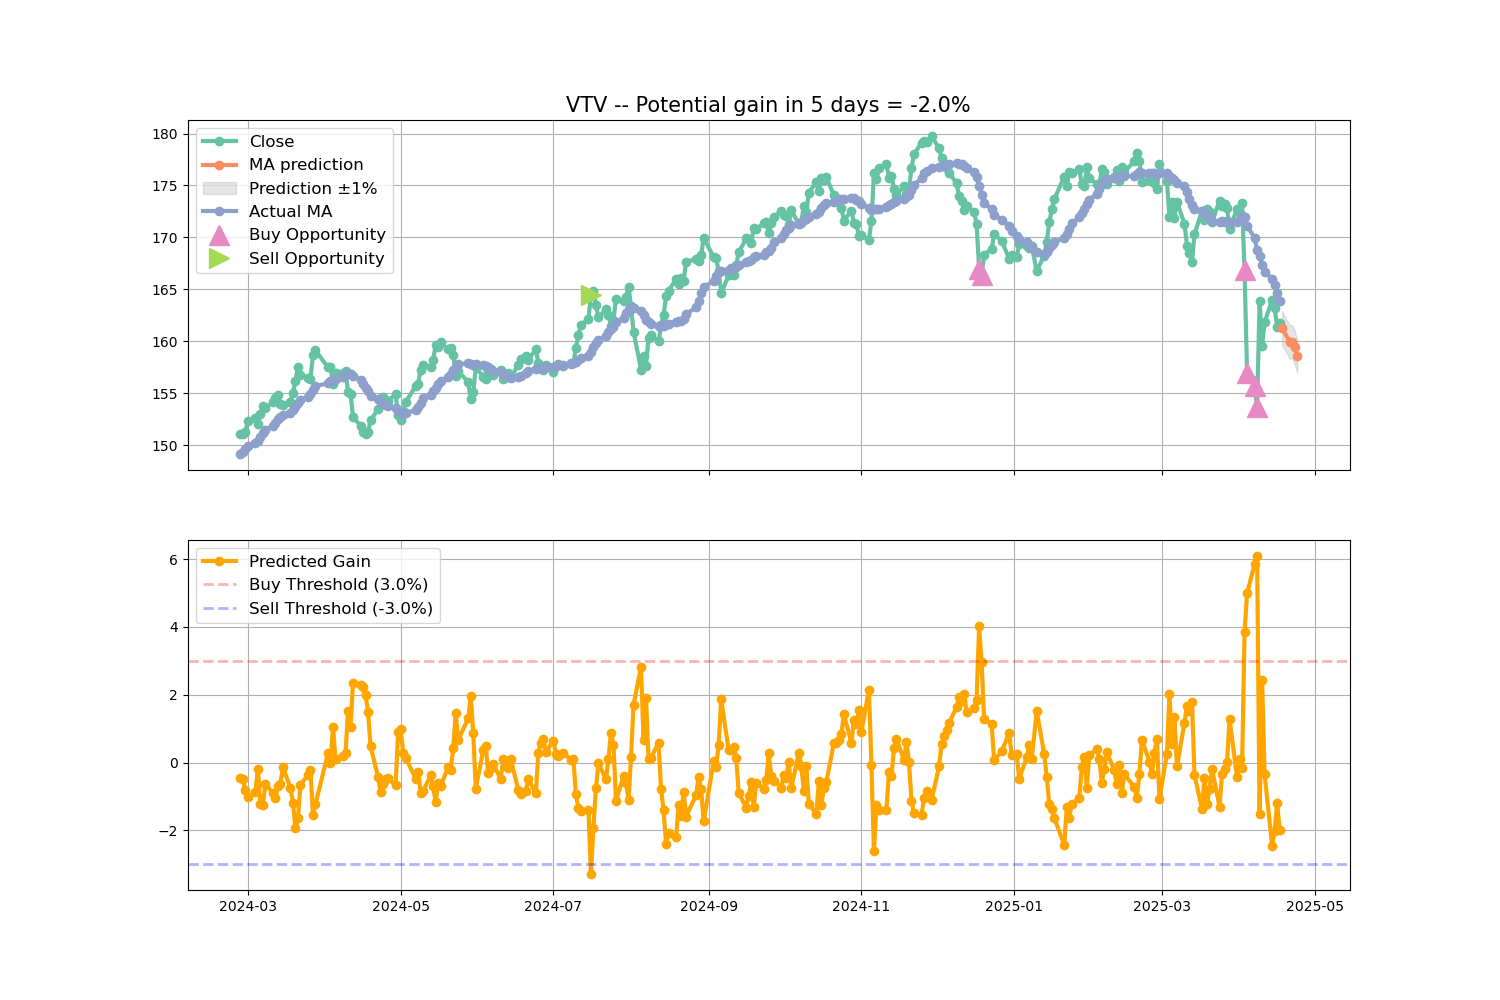 VTV -- Potential gain in 5 days = -2.0%
180
175
170
165
160
155
150
Close
MA prediction
Prediction ±1%
Actual MA
Buy Opportunity
Sell Opportunity
6
4
2
0
−2
Predicted Gain
Buy Threshold (3.0%)
Sell Threshold (-3.0%)
2024-03
2024-05
2024-07
2024-09
2024-11
2025-01
2025-03
2025-05